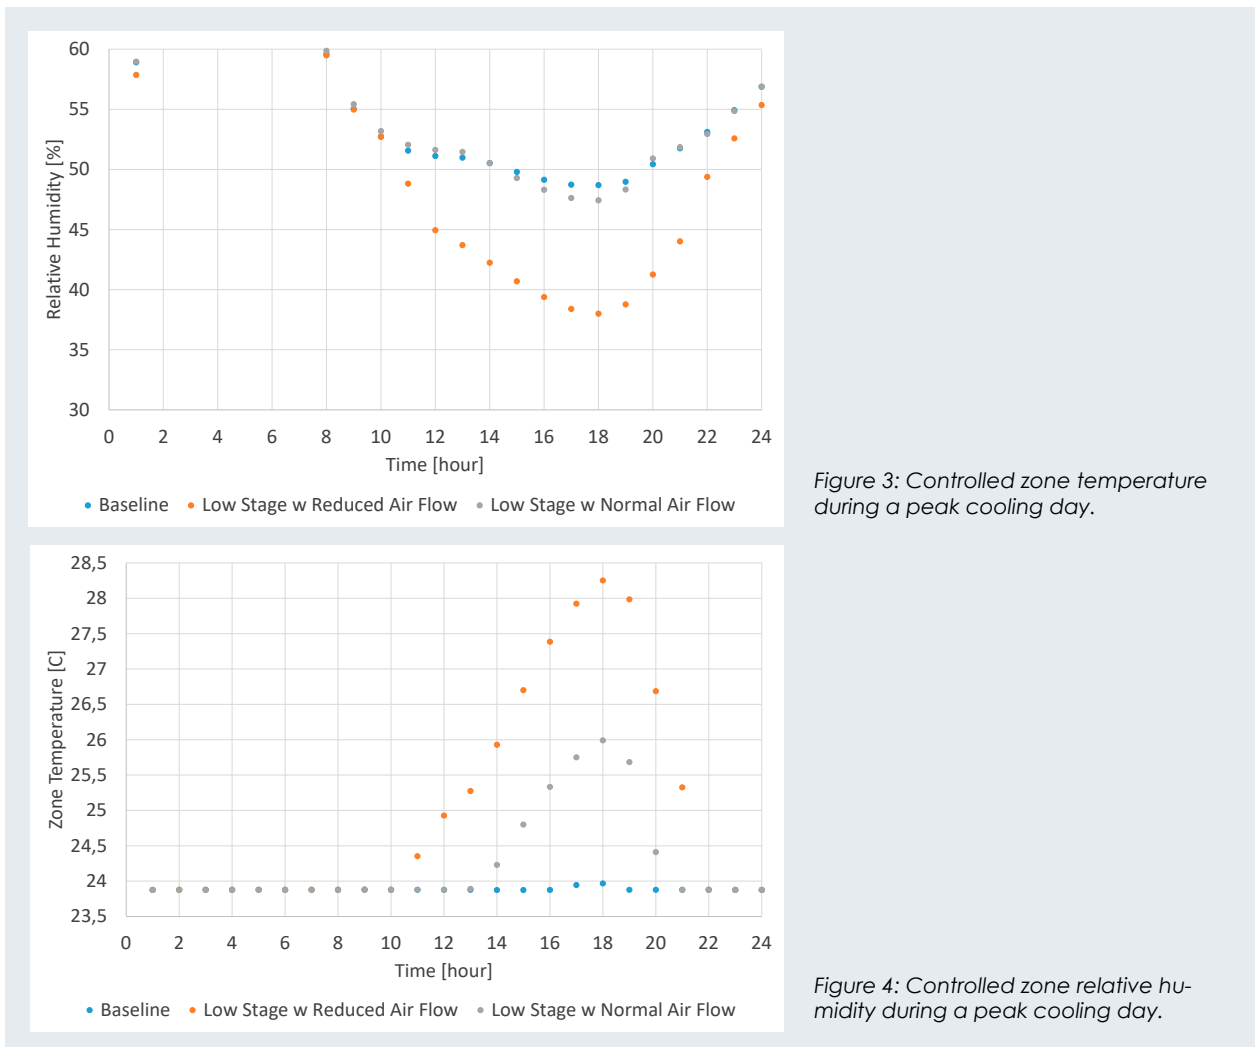 60
55
50
45
40
35
30
Relative Humidity [%]
0 2 4 6 8 10 12 14 16 18 20 22 24
Time [hour]
Baseline Low Stage w Reduced Air Flow Low Stage w Normal Air Flow
Figure 3: Controlled zone temperature
during a peak cooling day.
28,5
28
27,5
27
26,5
26
25,5
25
24,5
24
23,5
Zone Temperature [C]
0 2 4 6 8 10 12 14 16 18 20 22 24
Time [hour]
Baseline Low Stage w Reduced Air Flow Low Stage w Normal Air Flow
Figure 4: Controlled zone relative hu-
midity during a peak cooling day.